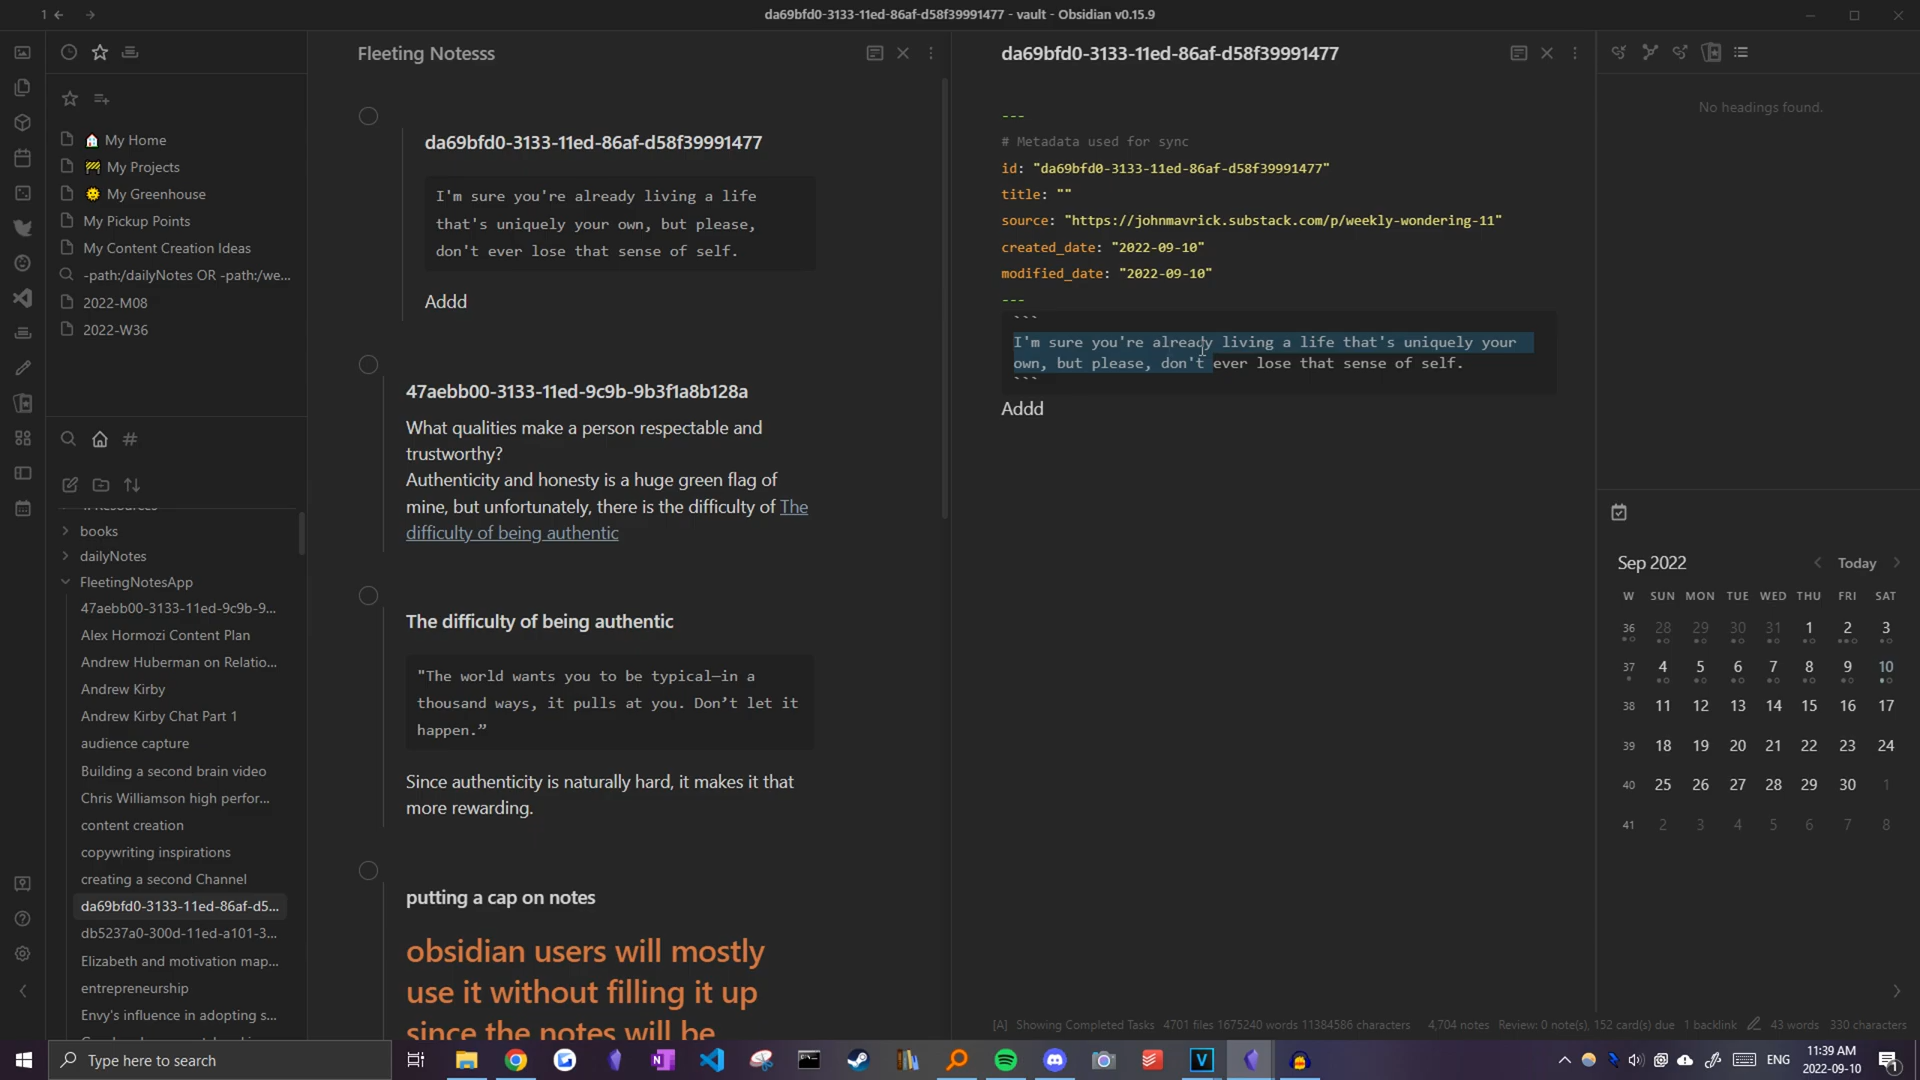 1
da69bfd0-3133-11ed-86af-d58f39991477 - vault - Obsidian v0.15.9
My Home
My Projects
My Greenhouse
My Pickup Points
My Content Creation Ideas
-path:/dailyNotes OR -path:/we...
2022-M08
2022-W36
books
dailyNotes
FleetingNotesApp
47aebb00-3133-11ed-9c9b-9...
Alex Hormozi Content Plan
Andrew Huberman on Relatio...
Andrew Kirby
Andrew Kirby Chat Part 1
audience capture
Building a second brain video
Chris Williamson high perfor...
content creation
copywriting inspirations
creating a second Channel
da69bfd0-3133-11ed-86af-d5...
db5237a0-300d-11ed-a101-3...
Elizabeth and motivation map...
entrepreneurship
Envy's influence in adopting s...
Fleeting Notesss
da69bfd0-3133-11ed-86af-d58f39991477
I'm sure you're already living a life
that's uniquely your own, but please,
don't ever lose that sense of self.
Addd
47aebb00-3133-11ed-9c9b-9b3f1a8b128a
What qualities make a person respectable and
trustworthy?
Authenticity and honesty is a huge green flag of
mine, but unfortunately, there is the difficulty of The
difficulty of being authentic
The difficulty of being authentic
"The world wants you to be typical—in a
thousand ways, it pulls at you. Don’t let it
happen.”
Since authenticity is naturally hard, it makes it that
more rewarding.
putting a cap on notes
obsidian users will mostly
use it without filling it up
since the notes will be
da69bfd0-3133-11ed-86af-d58f39991477
---
# Metadata used for sync
id: "da69bfd0-3133-11ed-86af-d58f39991477"
title: ""
source: "https://johnmavrick.substack.com/p/weekly-wondering-11"
created_date: "2022-09-10"
modified_date: "2022-09-10"
---
```
I'm sure you're already living a life that's uniquely your
own, but please, don't ever lose that sense of self.
```
Addd
No headings found.
Sep 2022 Today
W SUN MON TUE WED THU FRI SAT
36 28 29 30 31 1 2 3
37 4 5 6 7 8 9 10
38 11 12 13 14 15 16 17
39 18 19 20 21 22 23 24
40 25 26 27 28 29 30 1
41 2 3 4 5 6 7 8
[A] Showing Completed Tasks 4701 files 1675240 words 11384586 characters 4,704 notes Review: 0 note(s), 152 card(s) due 1 backlink 43 words 330 characters
Type here to search
ENG
11:39 AM
2022-09-10
1